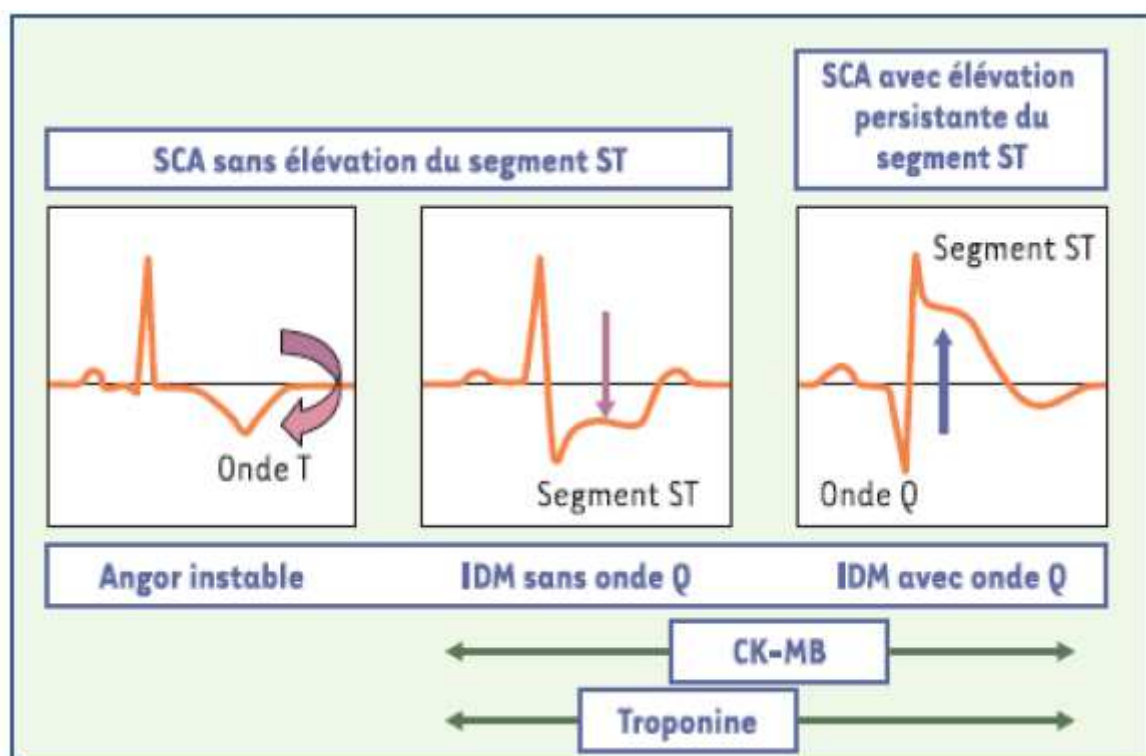 SCA avec élévation
persistante du
segment ST
SCA sans élévation du segment ST
Onde T
Segment ST
Segment ST
Onde Q
Angor instable
IDM sans onde Q
IDM avec onde Q
CK-MB
Troponine